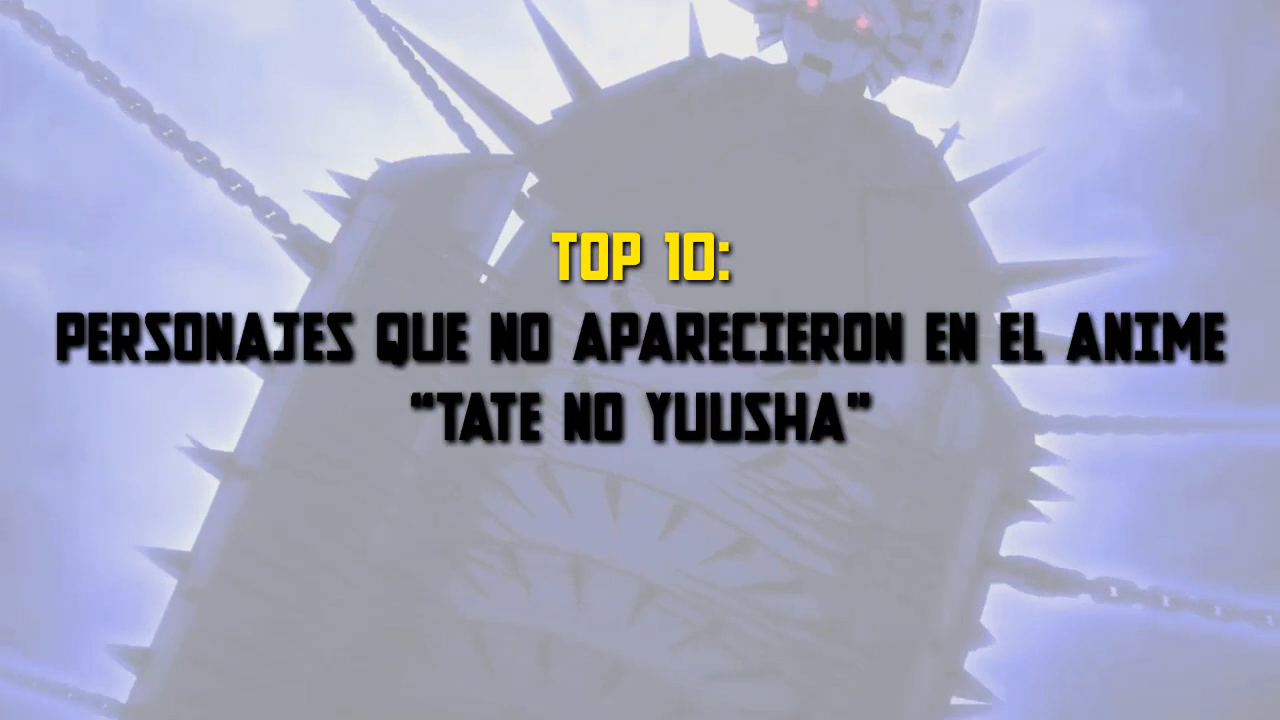 TOP 10:
PERSONAJES QUE NO APARECIERON EN EL ANIME
“TATE NO YUUSHA”